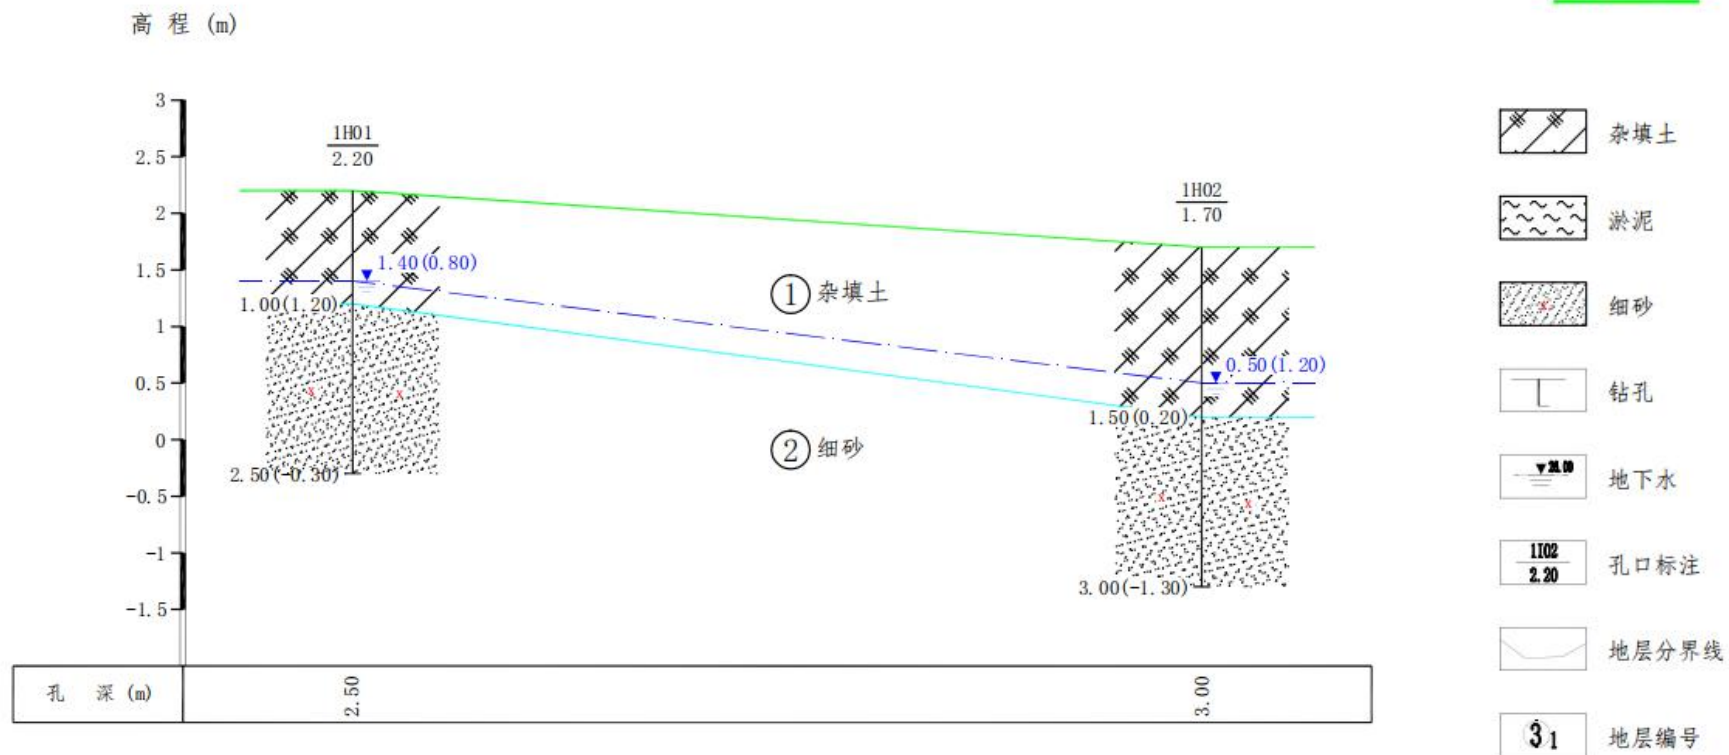 高程 (m)
3
2.5
2
1.5
1
0.5
0
-0.5
-1
-1.5
1H01
2.20
1.40(0.80)
1.00(1.20)
2.50(-0.30)
① 杂填土
② 细砂
1H02
1.70
0.50(1.20)
1.50(0.20)
3.00(-1.30)
孔 深 (m)
2.50
3.00
杂填土
淤泥
细砂
钻孔
地下水
1I02
2.20
孔口标注
地层分界线
3 1
地层编号